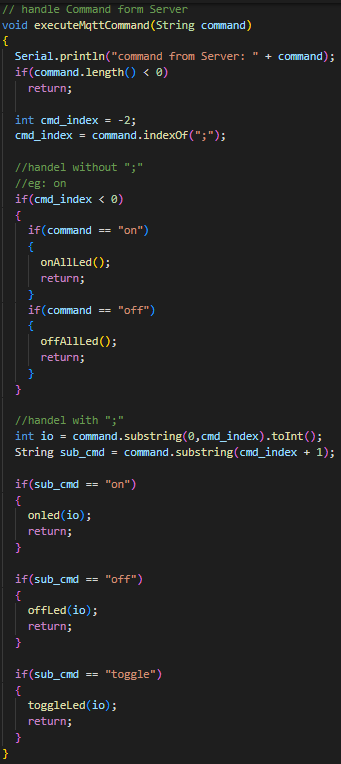 // handle Command form Server
void executeMqttCommand(String command)
{
  Serial.println("command from Server: " + command);
  if(command.length() < 0)
    return;

  int cmd_index = -2;
  cmd_index = command.indexOf(";");

  //handel without ";"
  //eg: on
  if(cmd_index < 0)
  {
    if(command == "on")
    {
      onAllLed();
      return;
    }
    if(command == "off")
    {
      offAllLed();
      return;
    }
  }

  //handel with ";"
  int io = command.substring(0,cmd_index).toInt();
  String sub_cmd = command.substring(cmd_index + 1);

  if(sub_cmd == "on")
  {
    onled(io);
    return;
  }

  if(sub_cmd == "off")
  {
    offLed(io);
    return;
  }

  if(sub_cmd == "toggle")
  {
    toggleLed(io);
    return;
  }
}